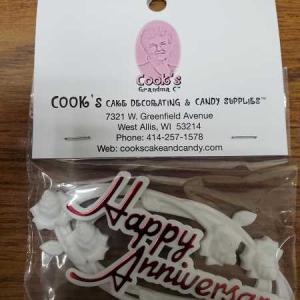 Cook's
Grandma C™
COOK's CAKE DECORATING & CANDY SUPPLIES™
7321 W. Greenfield Avenue
West Allis, WI 53214
Phone: 414-257-1578
Web: cookscakeandcandy.com
Happy
Anniversar